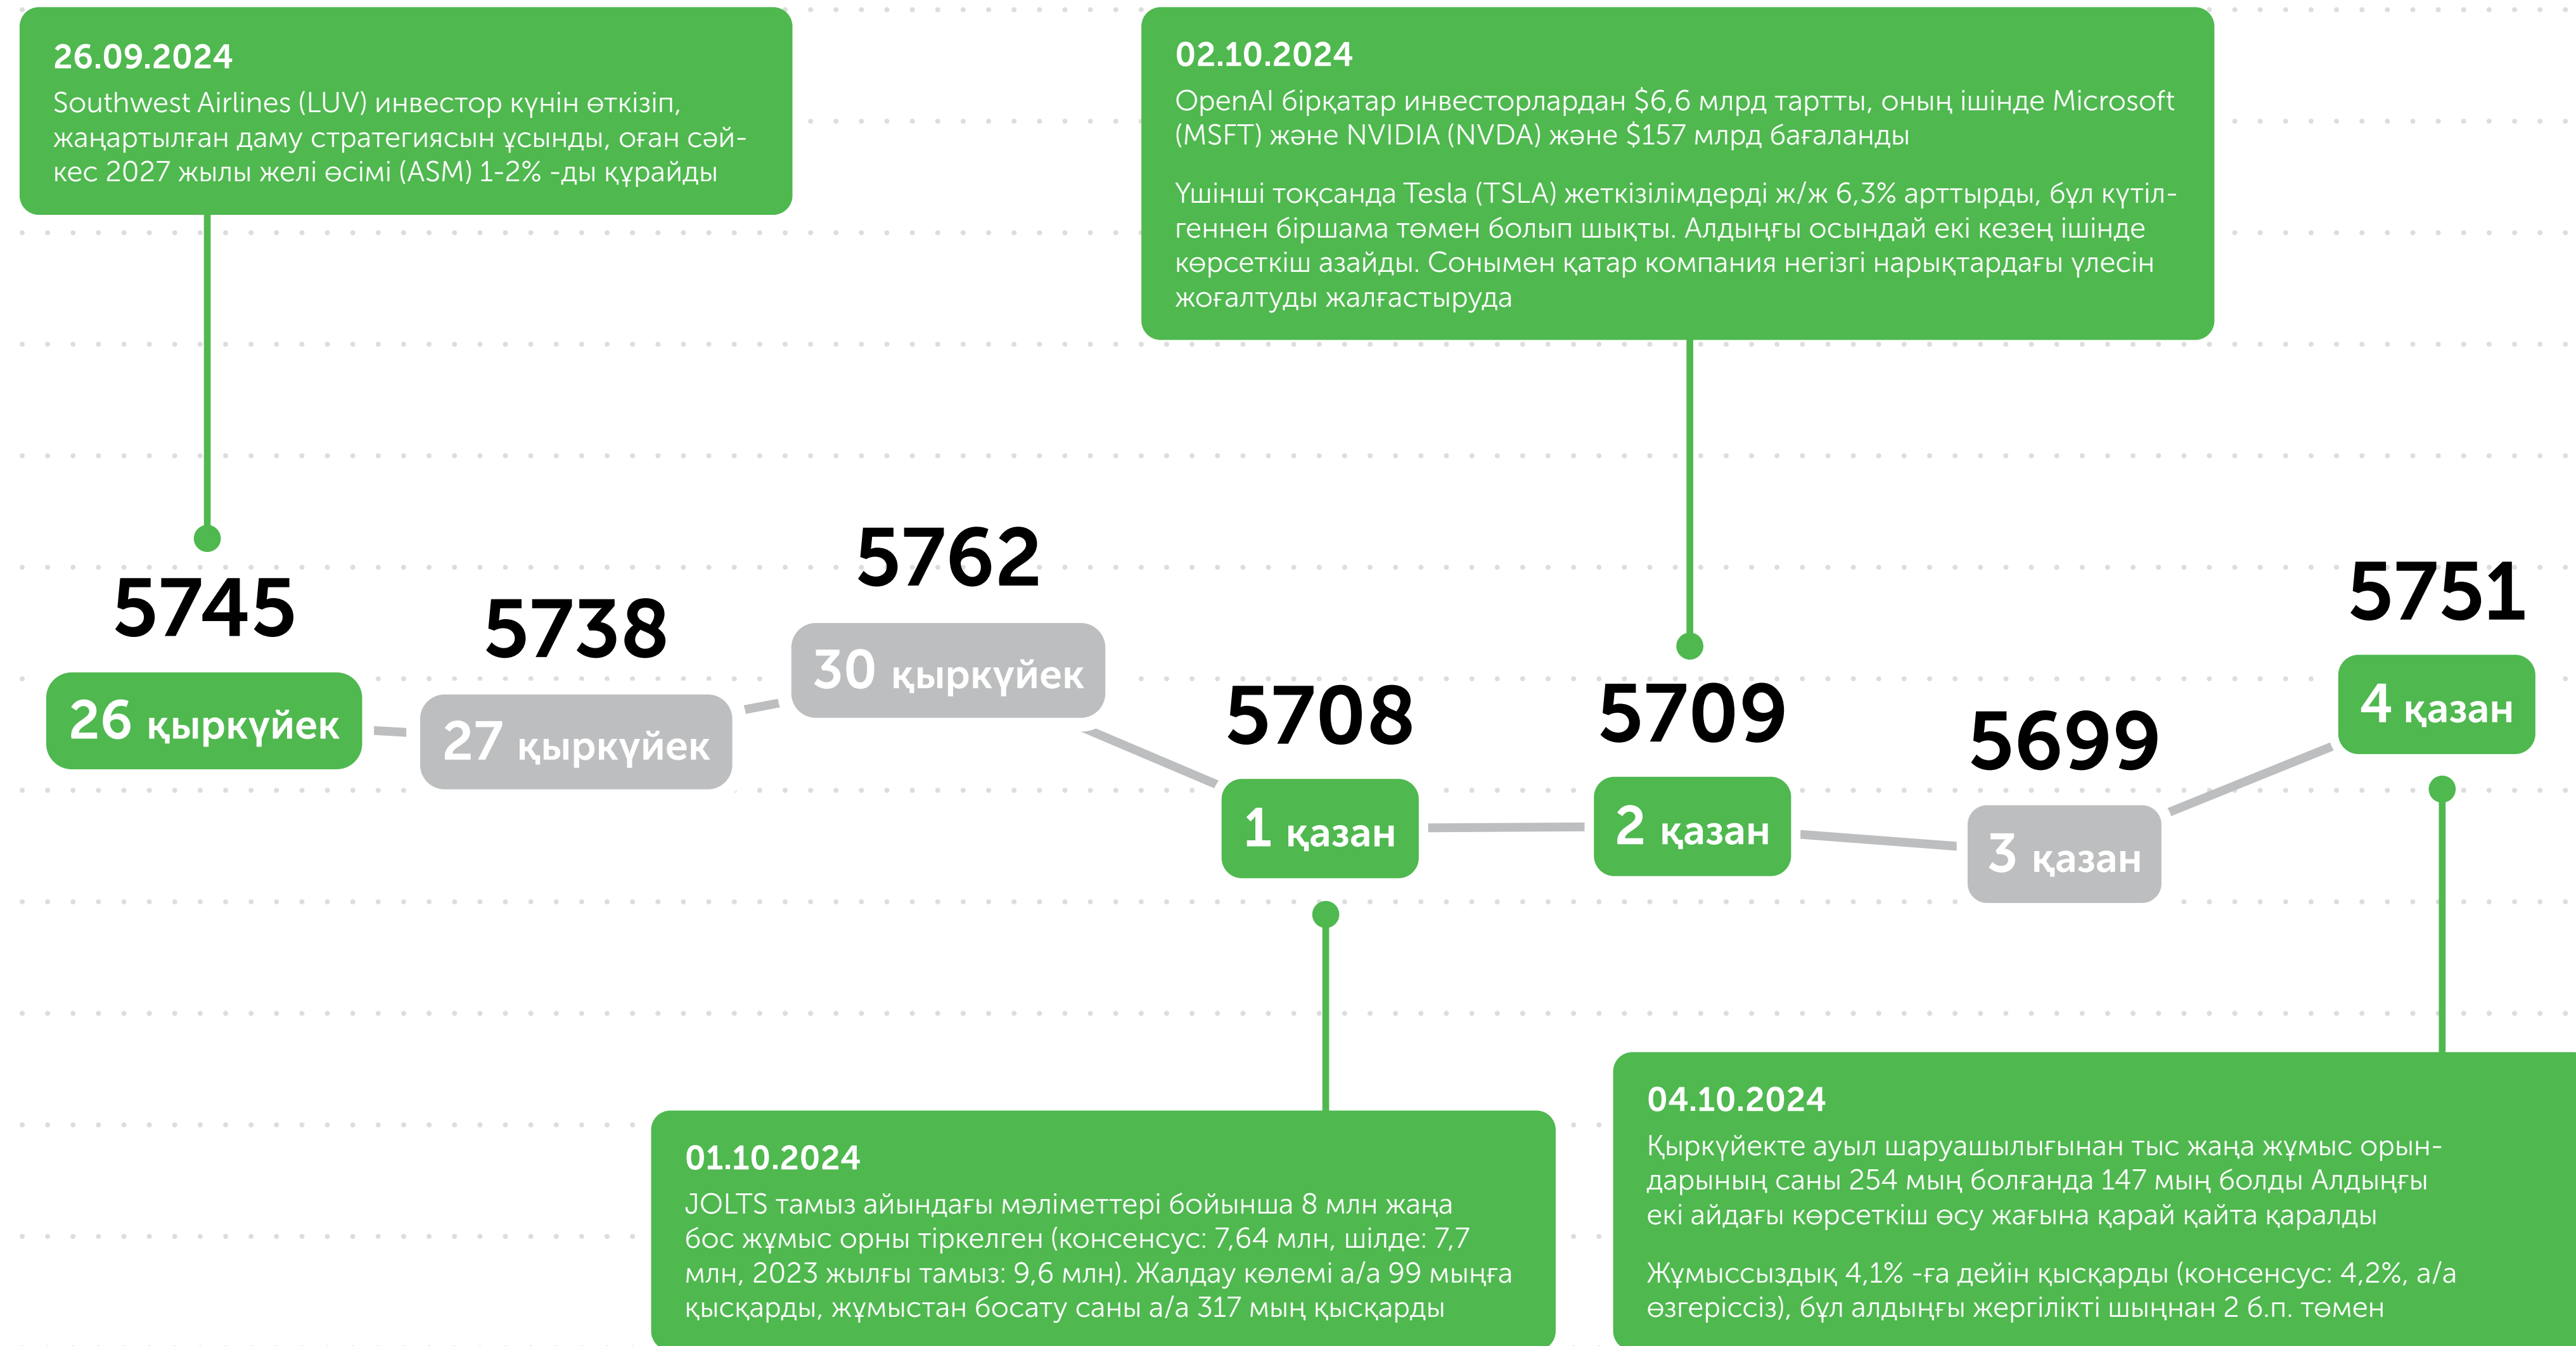 26.09.2024
Southwest Airlines (LUV) инвестор күнін өткізіп,
жаңартылған даму стратегиясын ұсынды, оған сәй-
кес 2027 жылы желі өсімі (ASM) 1-2% -ды құрайды
02.10.2024
OpenAI бірқатар инвесторлардан $6,6 млрд тартты, оның ішінде Microsoft
(MSFT) және NVIDIA (NVDA) және $157 млрд бағаланды
Үшінші тоқсанда Tesla (TSLA) жеткізілімдерді ж/ж 6,3% арттырды, бұл күтіл-
геннен біршама төмен болып шықты. Алдыңғы осындай екі кезең ішінде
көрсеткіш азайды. Сонымен қатар компания негізгі нарықтардағы үлесін
жоғалтуды жалғастыруда
5745
26 қыркүйек
5738
27 қыркүйек
5762
30 қыркүйек
5708
1 қазан
5709
2 қазан
5699
3 қазан
5751
4 қазан
01.10.2024
JOLTS тамыз айындағы мәліметтері бойынша 8 млн жаңа
бос жұмыс орны тіркелген (консенсус: 7,64 млн, шілде: 7,7
млн, 2023 жылғы тамыз: 9,6 млн). Жалдау көлемі а/а 99 мыңға
қысқарды, жұмыстан босату саны а/а 317 мың қысқарды
04.10.2024
Қыркүйекте ауыл шаруашылығынан тыс жаңа жұмыс орын-
дарының саны 254 мың болғанда 147 мың болды Алдыңғы
екі айдағы көрсеткіш өсу жағына қарай қайта қаралды
Жұмыссыздық 4,1% -ға дейін қысқарды (консенсус: 4,2%, а/а
өзгеріссіз), бұл алдыңғы жергілікті шыңнан 2 б.п. төмен